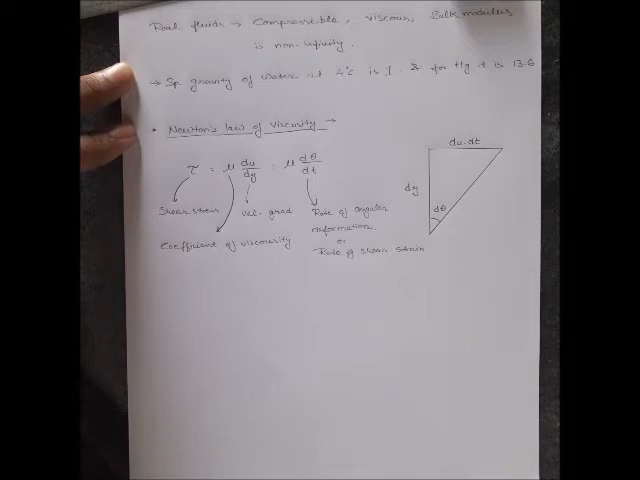 Real fluids → Compressible, viscous, Bulk modulus
is non-infinity.
→ Sp. gravity of water at 4°c is 1. & for Hg it is 13.6
• Newton's law of viscosity →
τ = μ du/dy = μ dθ/dt
du.dt
dy
dθ
Shear stress
Vel. grad
Rate of angular
deformation.
or
Rate of shear strain
Coefficient of viscosity